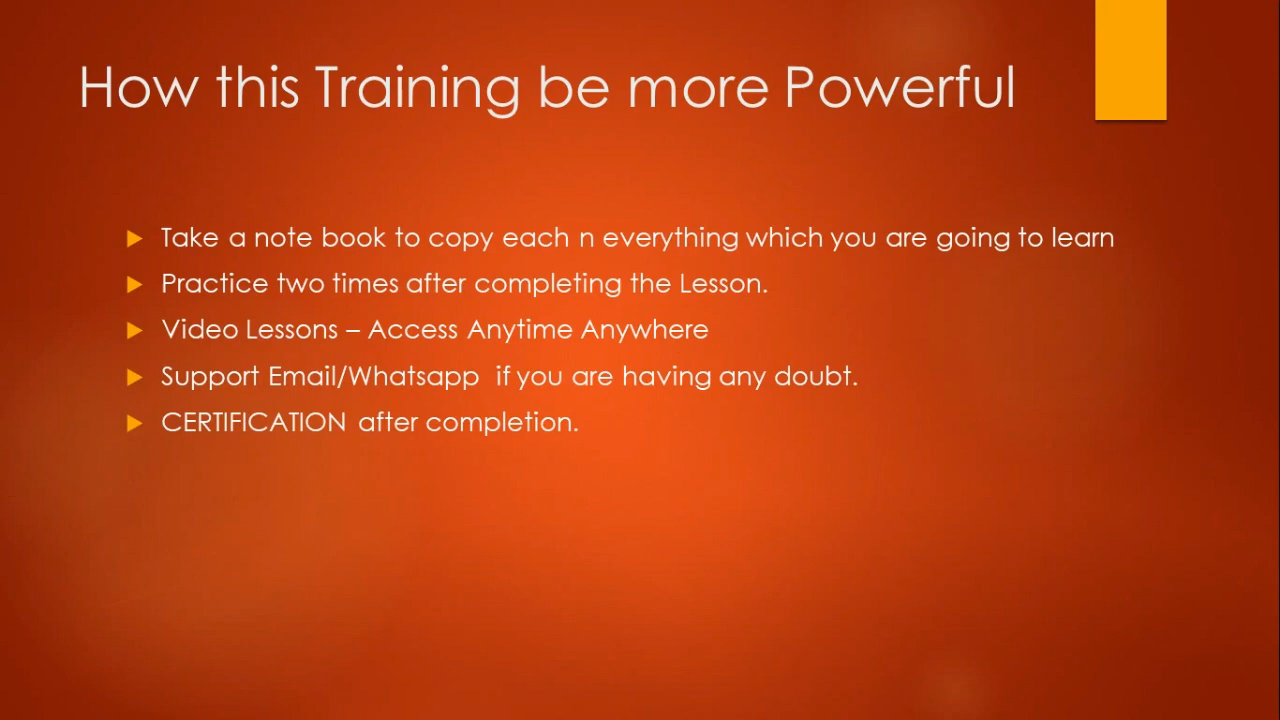 How this Training be more Powerful
Take a note book to copy each n everything which you are going to learn
Practice two times after completing the Lesson.
Video Lessons – Access Anytime Anywhere
Support Email/Whatsapp if you are having any doubt.
CERTIFICATION after completion.